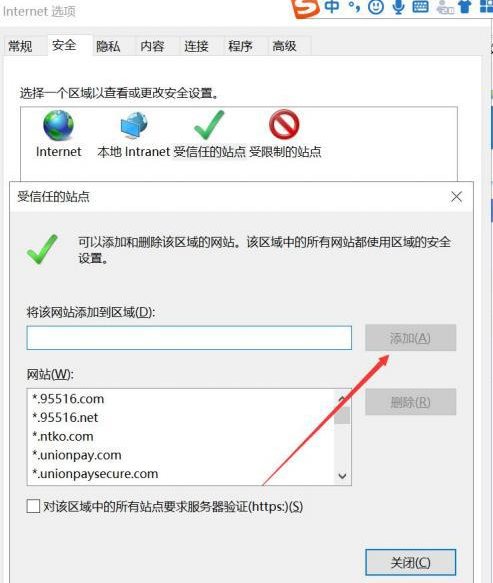 Internet 选项
中
常规 安全 隐私 内容 连接 程序 高级
选择一个区域以查看或更改安全设置。
Internet 本地 Intranet 受信任的站点 受限制的站点
受信任的站点
可以添加和删除该区域的网站。该区域中的所有网站都使用区域的安全
设置。
将该网站添加到区域(D):
添加(A)
网站(W):
*.95516.com
*.95516.net
*.ntko.com
*.unionpay.com
*.unionpaysecure.com
删除(R)
对该区域中的所有站点要求服务器验证(https:)(S)
关闭(C)